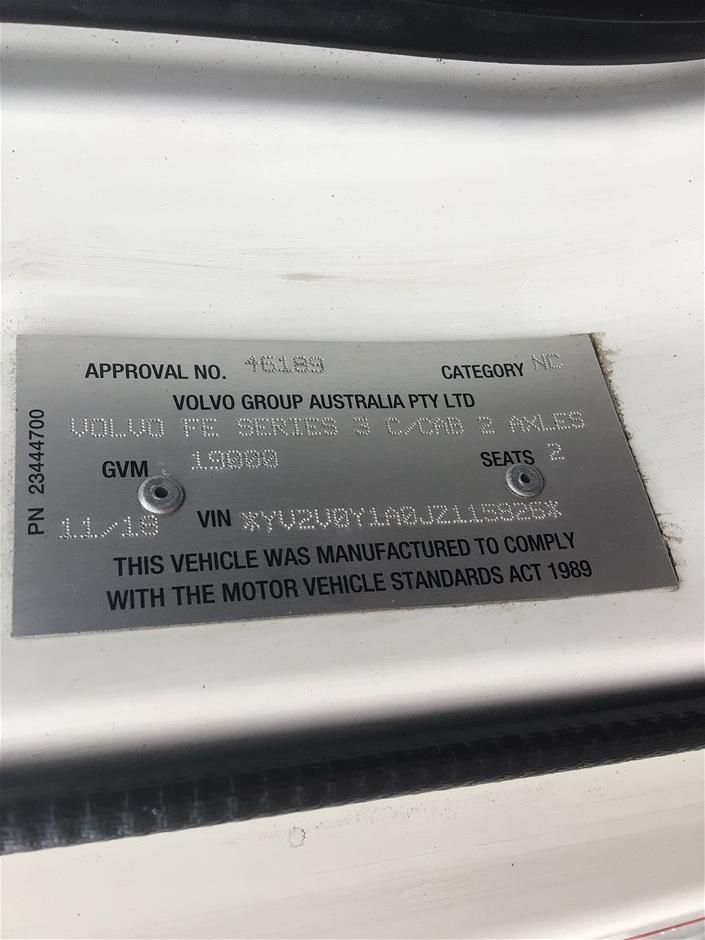 APPROVAL NO. 46189 CATEGORY NC
VOLVO GROUP AUSTRALIA PTY LTD
VOLVO FE SERIES 3 C/CAB 2 AXLES
GVM 19000 SEATS 2
11/18 VIN *YV2V0Y1A0JZ115826*
THIS VEHICLE WAS MANUFACTURED TO COMPLY
WITH THE MOTOR VEHICLE STANDARDS ACT 1989
PN 23444700